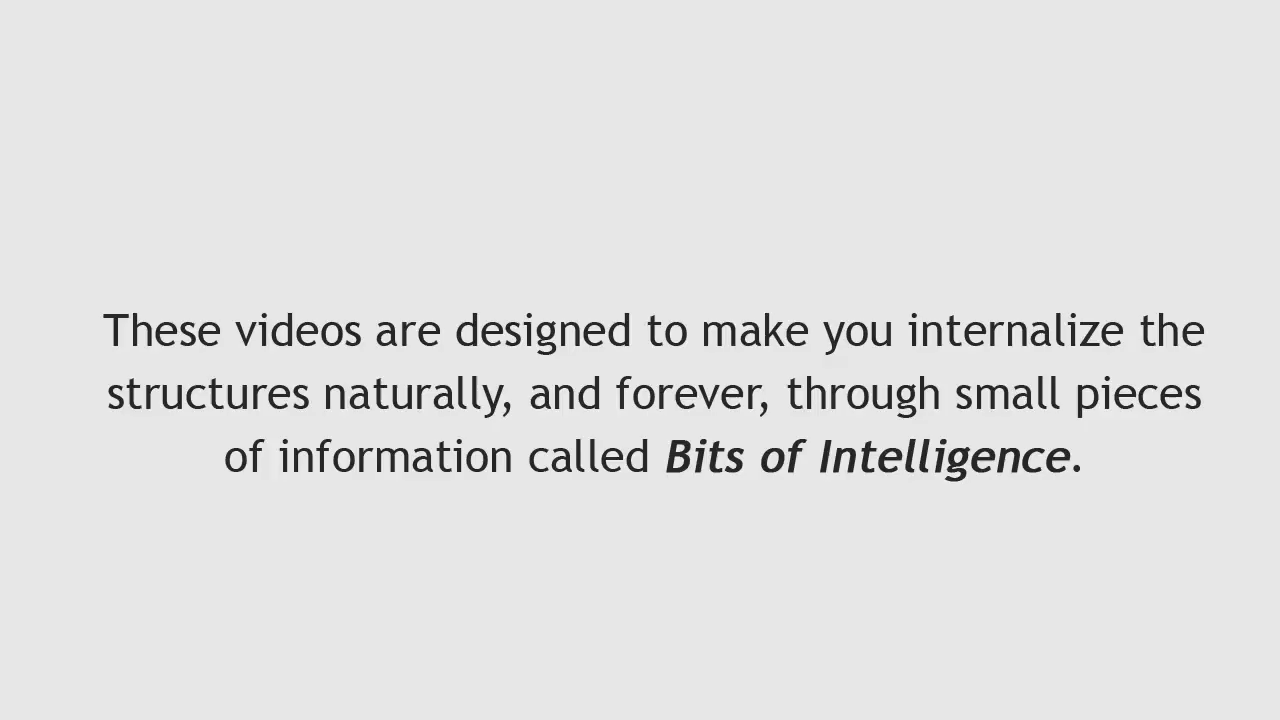 These videos are designed to make you internalize the
structures naturally, and forever, through small pieces
of information called Bits of Intelligence.